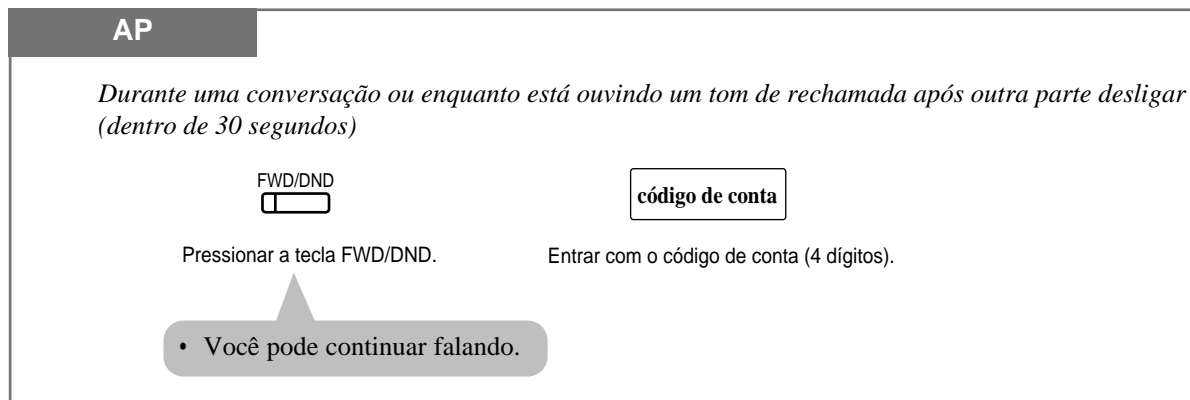 AP
Durante uma conversação ou enquanto está ouvindo um tom de rechamada após outra parte desligar
(dentro de 30 segundos)
FWD/DND
código de conta
Pressionar a tecla FWD/DND.
Entrar com o código de conta (4 dígitos).
• Você pode continuar falando.